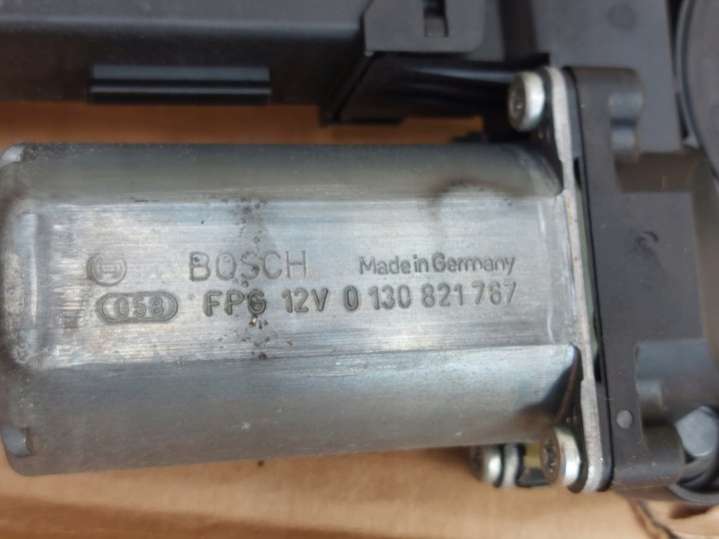 BOSCH Made in Germany
058 FPG 12V 0 130 821 767